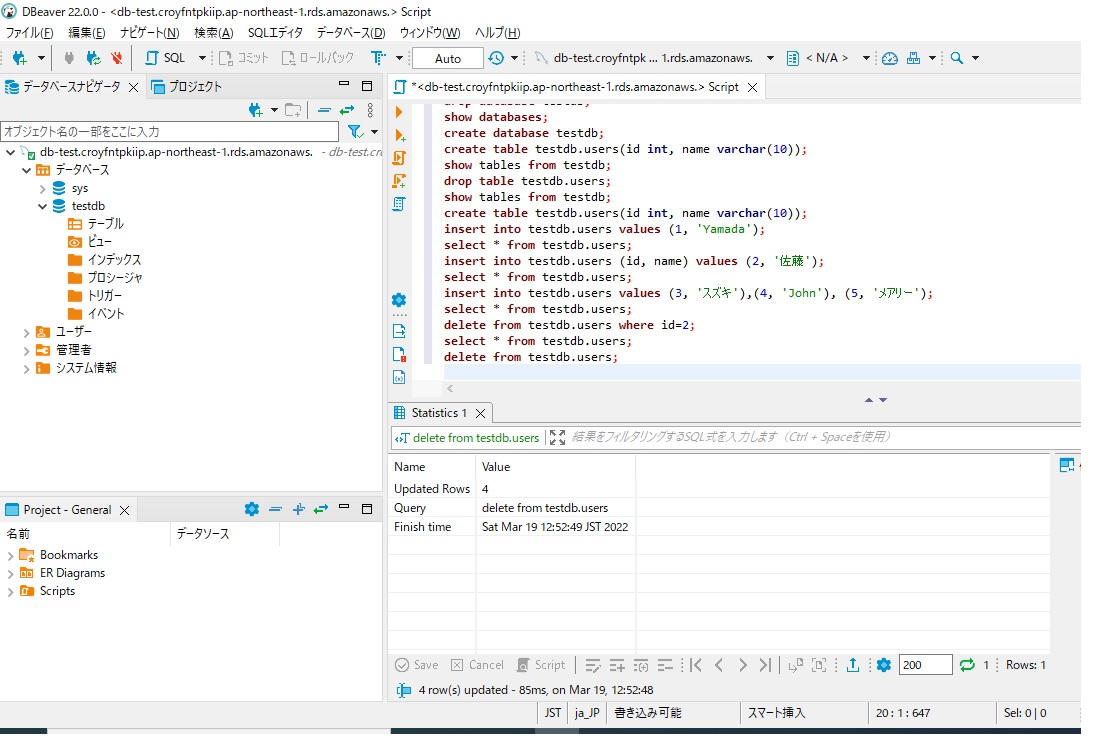 DBeaver 22.0.0 - <db-test.croyfntpkiip.ap-northeast-1.rds.amazonaws.> Script
ファイル(F) 編集(E) ナビゲート(N) 検索(A) SQLエディタ データベース(D) ウィンドウ(W) ヘルプ(H)
SQL コミット ロールバック T Auto db-test.croyfntpk ... 1.rds.amazonaws. < N/A >
データベースナビゲータ プロジェクト
オブジェクト名の一部をここに入力
db-test.croyfntpkiip.ap-northeast-1.rds.amazonaws. - db-test.cr
データベース
sys
testdb
テーブル
ビュー
インデックス
プロシージャ
トリガー
イベント
ユーザー
管理者
システム情報
Project - General
名前 データソース
Bookmarks
ER Diagrams
Scripts
*<db-test.croyfntpkiip.ap-northeast-1.rds.amazonaws.> Script
drop database testdb;
show databases;
create database testdb;
create table testdb.users(id int, name varchar(10));
show tables from testdb;
drop table testdb.users;
show tables from testdb;
create table testdb.users(id int, name varchar(10));
insert into testdb.users values (1, 'Yamada');
select * from testdb.users;
insert into testdb.users (id, name) values (2, '佐藤');
select * from testdb.users;
insert into testdb.users values (3, 'スズキ'),(4, 'John'), (5, 'メアリー');
select * from testdb.users;
delete from testdb.users where id=2;
select * from testdb.users;
delete from testdb.users;
Statistics 1
delete from testdb.users 結果をフィルタリングするSQL式を入力します（Ctrl + Spaceを使用）
Name Value
Updated Rows 4
Query delete from testdb.users
Finish time Sat Mar 19 12:52:49 JST 2022
Save Cancel Script 200 1 Rows: 1
4 row(s) updated - 85ms, on Mar 19, 12:52:48
JST ja_JP 書き込み可能 スマート挿入 20 : 1 : 647 Sel: 0 | 0